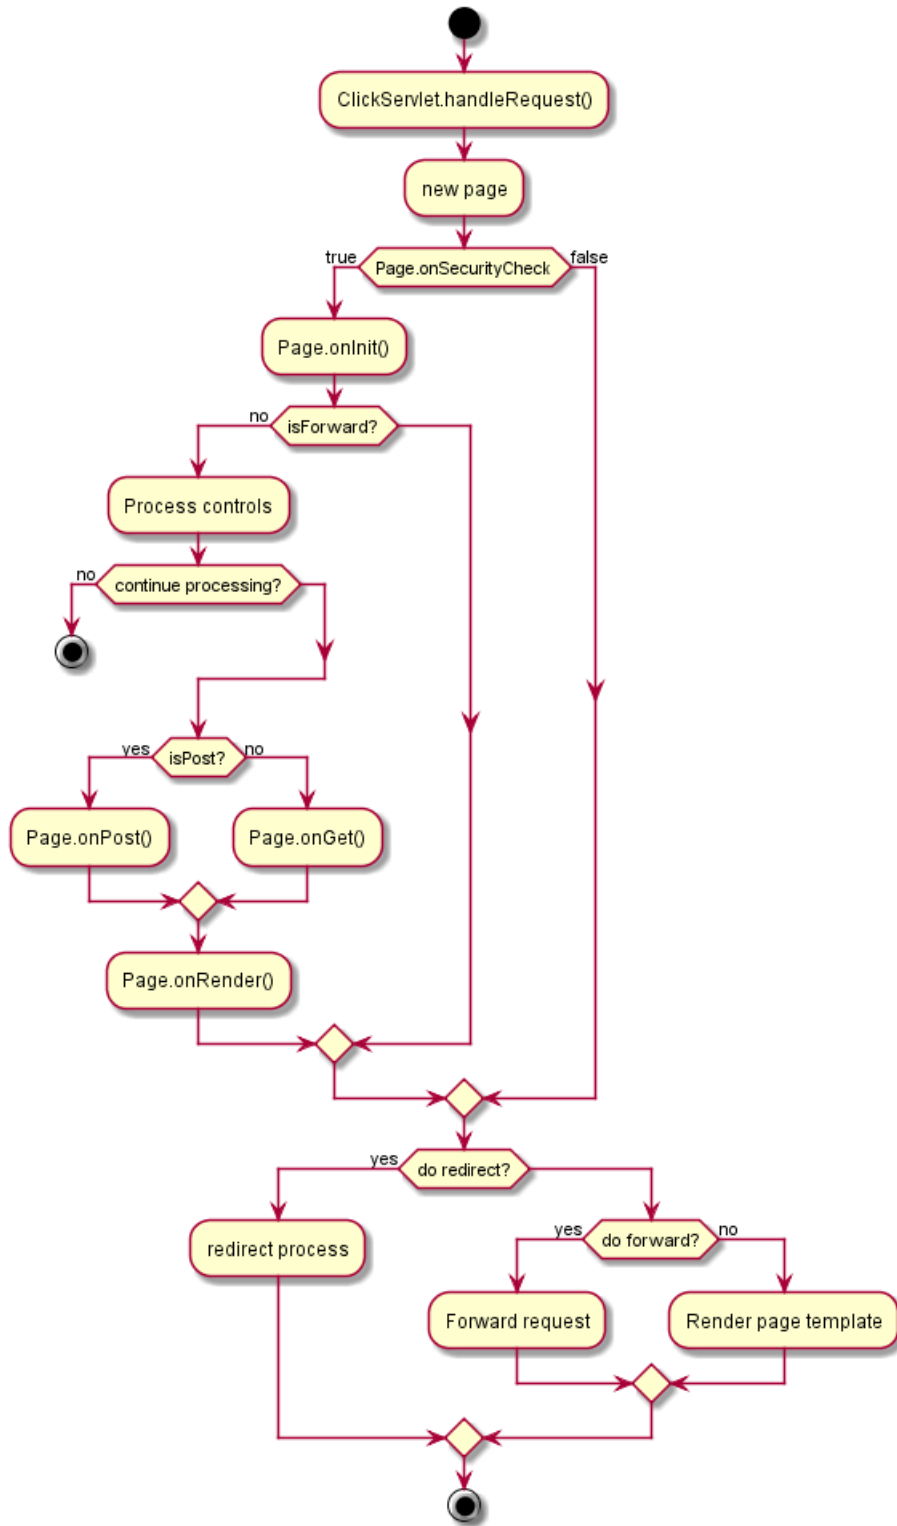 ClickServlet.handleRequest()
new page
true
Page.onSecurityCheck
false
Page.onInit()
no
isForward?
Process controls
no
continue processing?
yes
isPost?
no
Page.onPost()
Page.onGet()
Page.onRender()
yes
do redirect?
redirect process
yes
do forward?
no
Forward request
Render page template